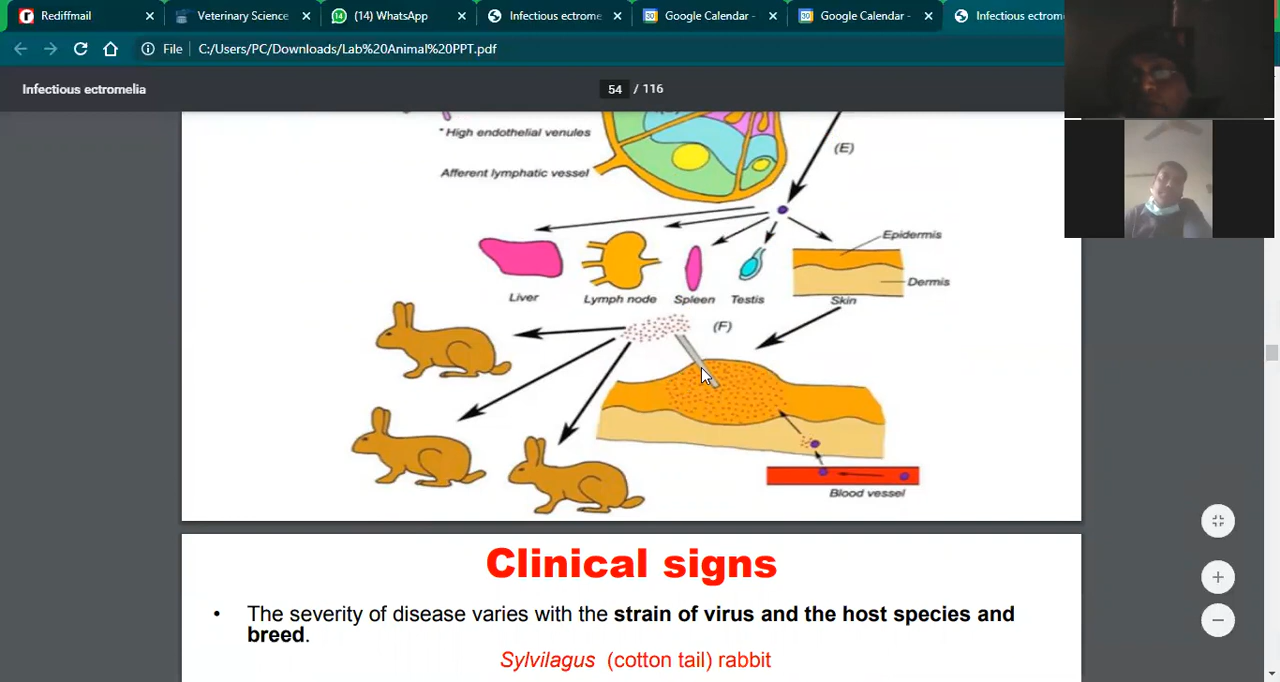 Rediffmail
Veterinary Science
14
(14) WhatsApp
Infectious ectrome
30
Google Calendar -
30
Google Calendar -
Infectious ectrom
File
C:/Users/PC/Downloads/Lab%20Animal%20PPT.pdf
Infectious ectromelia
54 / 116
* High endothelial venules
(E)
Afferent lymphatic vessel
Epidermis
Dermis
Liver
Lymph node
Spleen
Testis
Skin
(F)
Blood vessel
Clinical signs
• The severity of disease varies with the strain of virus and the host species and
breed.
Sylvilagus (cotton tail) rabbit